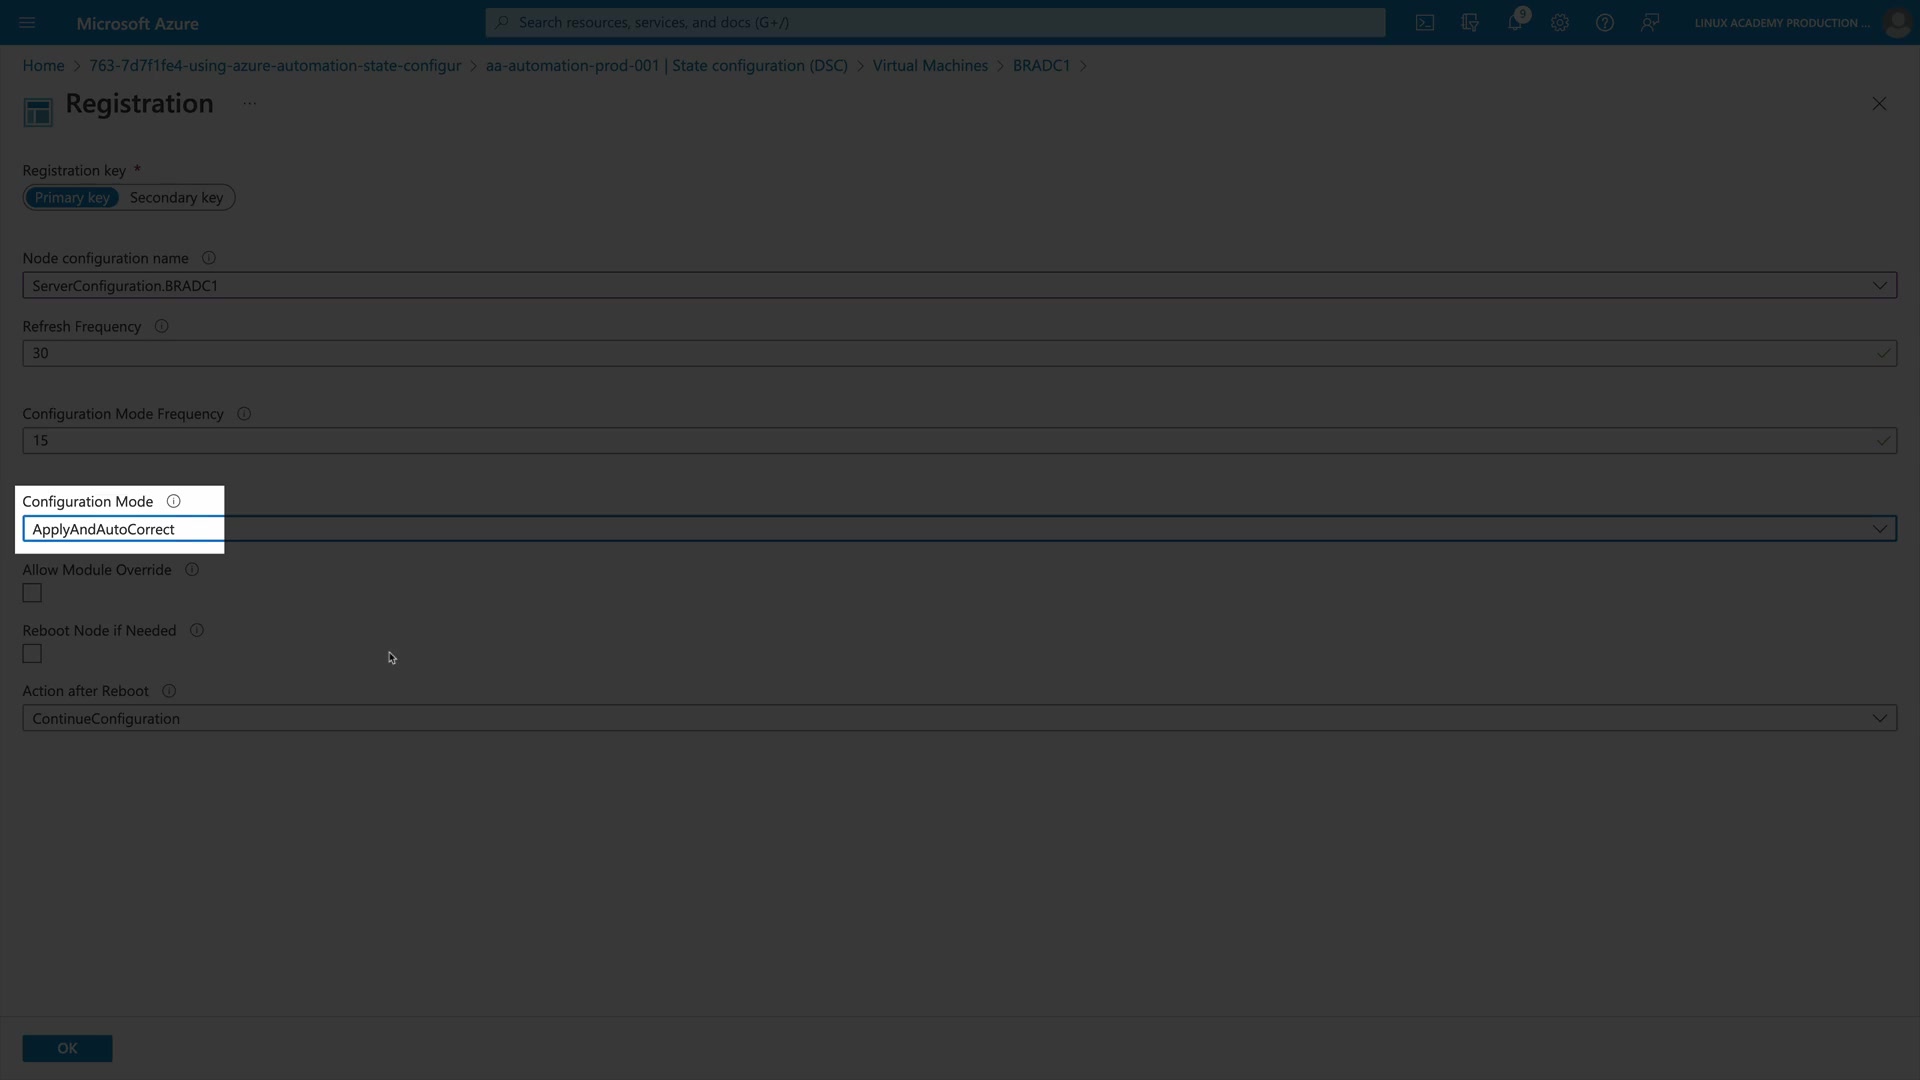 Microsoft Azure
Search resources, services, and docs (G+/)
9
LINUX ACADEMY PRODUCTION ...
Home > 763-7d7f1fe4-using-azure-automation-state-configur > aa-automation-prod-001 | State configuration (DSC) > Virtual Machines > BRADC1 >
Registration ...
Registration key *
Primary key Secondary key
Node configuration name
ServerConfiguration.BRADC1
Refresh Frequency
30
Configuration Mode Frequency
15
Configuration Mode
ApplyAndAutoCorrect
Allow Module Override
Reboot Node if Needed
Action after Reboot
ContinueConfiguration
OK